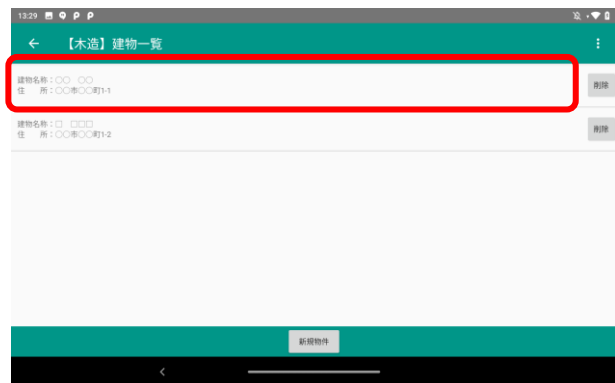 13:29
← 【木造】建物一覧
建物名称：○○ ○○
住 所：○○市○○町1-1
削除
建物名称：□ □□□
住 所：○○市○○町1-2
削除
新規物件